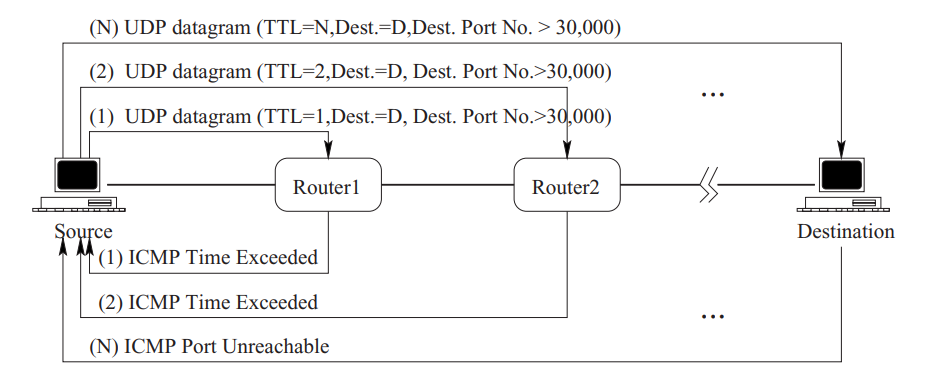 (N) UDP datagram (TTL=N,Dest.=D,Dest. Port No. > 30,000)
(2) UDP datagram (TTL=2,Dest.=D, Dest. Port No.>30,000)
...
(1) UDP datagram (TTL=1,Dest.=D, Dest. Port No.>30,000)
Router1
Router2
Source
Destination
(1) ICMP Time Exceeded
(2) ICMP Time Exceeded
...
(N) ICMP Port Unreachable